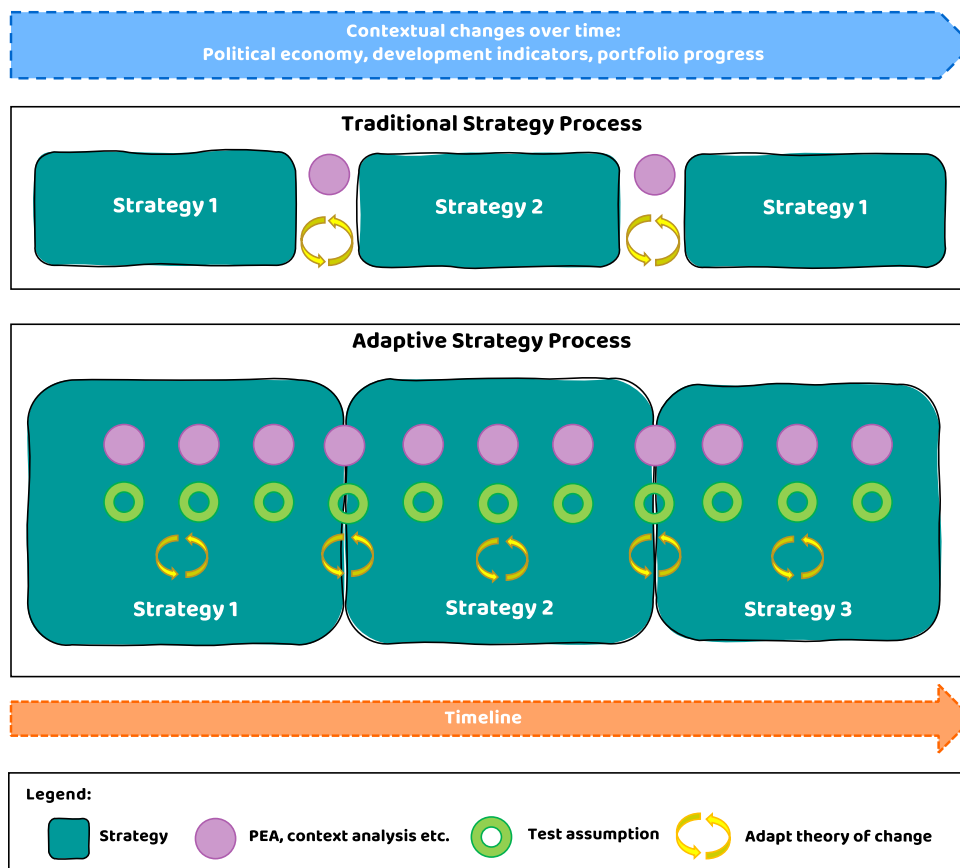 Contextual changes over time:
Political economy, development indicators, portfolio progress
Traditional Strategy Process
Strategy 1
Strategy 2
Strategy 1
Adaptive Strategy Process
Strategy 1
Strategy 2
Strategy 3
Timeline
Legend:
Strategy
PEA, context analysis etc.
Test assumption
Adapt theory of change